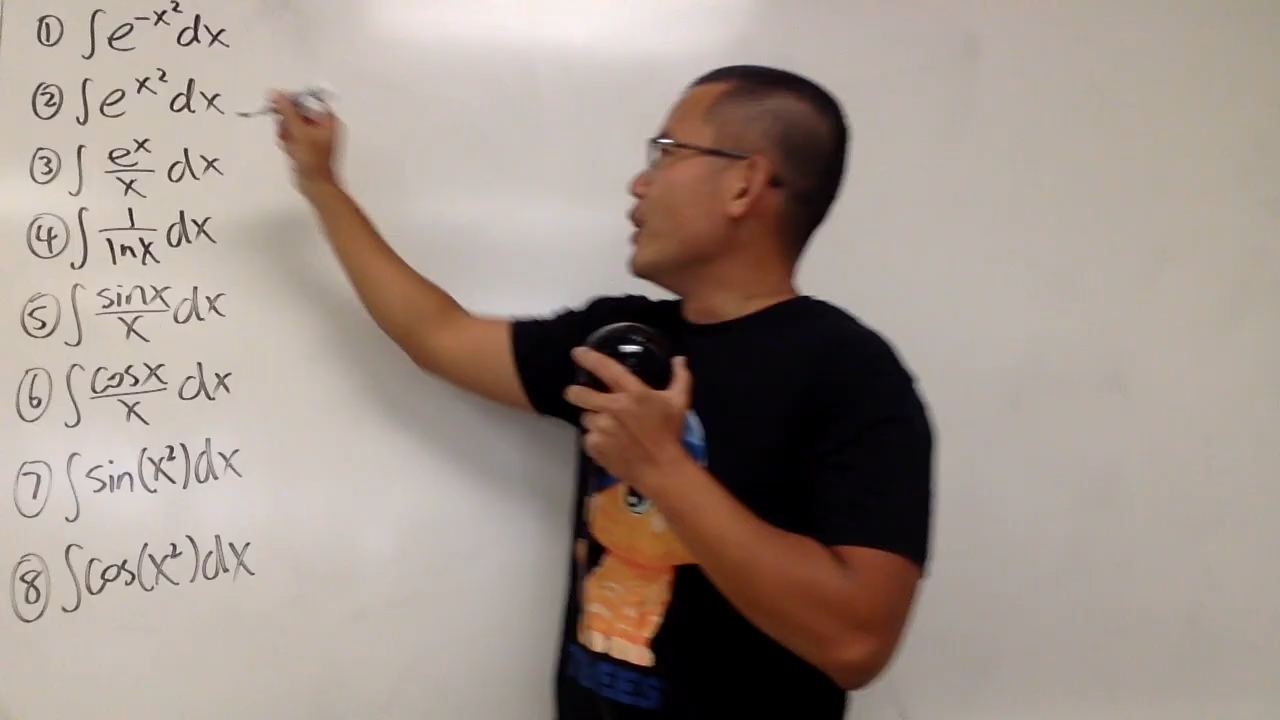 ① ∫e^{-x²}dx
② ∫e^{x²}dx
③ ∫ e^x/x dx
④ ∫ 1/lnx dx
⑤ ∫ sinx/x dx
⑥ ∫ cosx/x dx
⑦ ∫sin(x²)dx
⑧ ∫cos(x²)dx